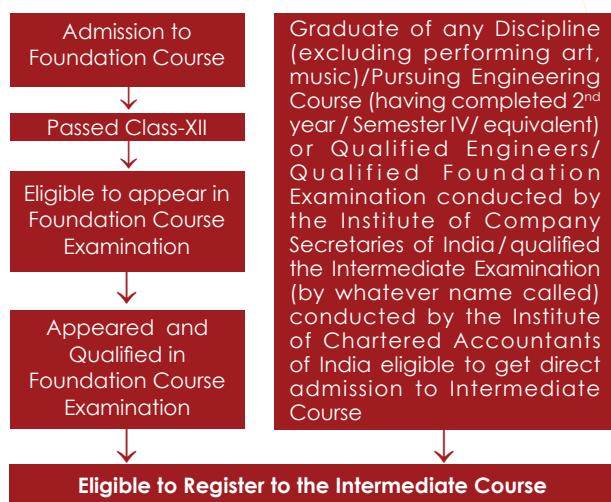 Admission to
Foundation Course
Passed Class-XII
Eligible to appear in
Foundation Course
Examination
Appeared and
Qualified in
Foundation Course
Examination
Graduate of any Discipline
(excluding performing art,
music)/Pursuing Engineering
Course (having completed 2nd
year / Semester IV/ equivalent)
or Qualified Engineers/
Qualified Foundation
Examination conducted by
the Institute of Company
Secretaries of India/qualified
the Intermediate Examination
(by whatever name called)
conducted by the Institute
of Chartered Accountants
of India eligible to get direct
admission to Intermediate
Course
Eligible to Register to the Intermediate Course